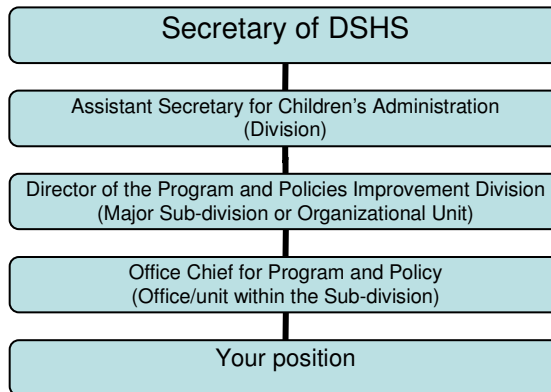 Secretary of DSHS
Assistant Secretary for Children's Administration
(Division)
Director of the Program and Policies Improvement Division
(Major Sub-division or Organizational Unit)
Office Chief for Program and Policy
(Office/unit within the Sub-division)
Your position